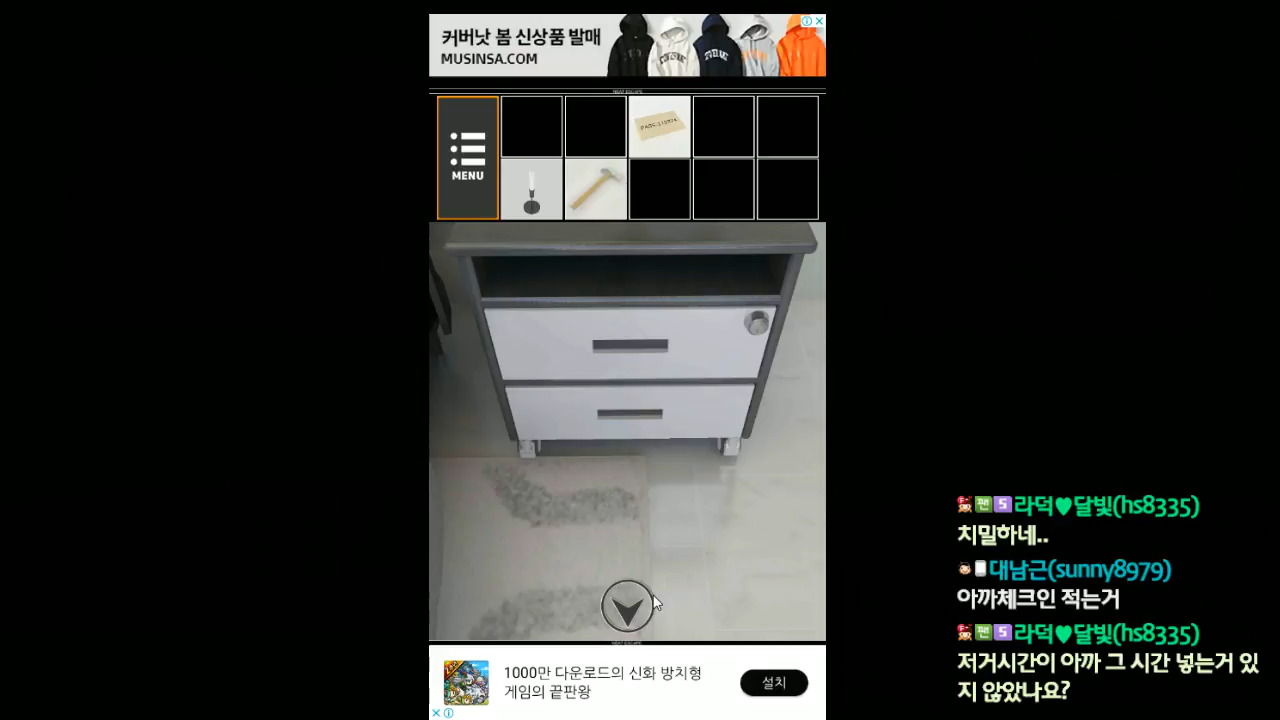 커버낫 봄 신상품 발매
MUSINSA.COM
NEAT ESCAPE
MENU
라덕♥달빛(hs8335)
치밀하네..
대남근(sunny8979)
아까체크인 적는거
라덕♥달빛(hs8335)
저거시간이 아까 그 시간 넣는거 있
지 않았나요?
NEAT ESCAPE
1000만 다운로드의 신화 방치형
게임의 끝판왕
설치